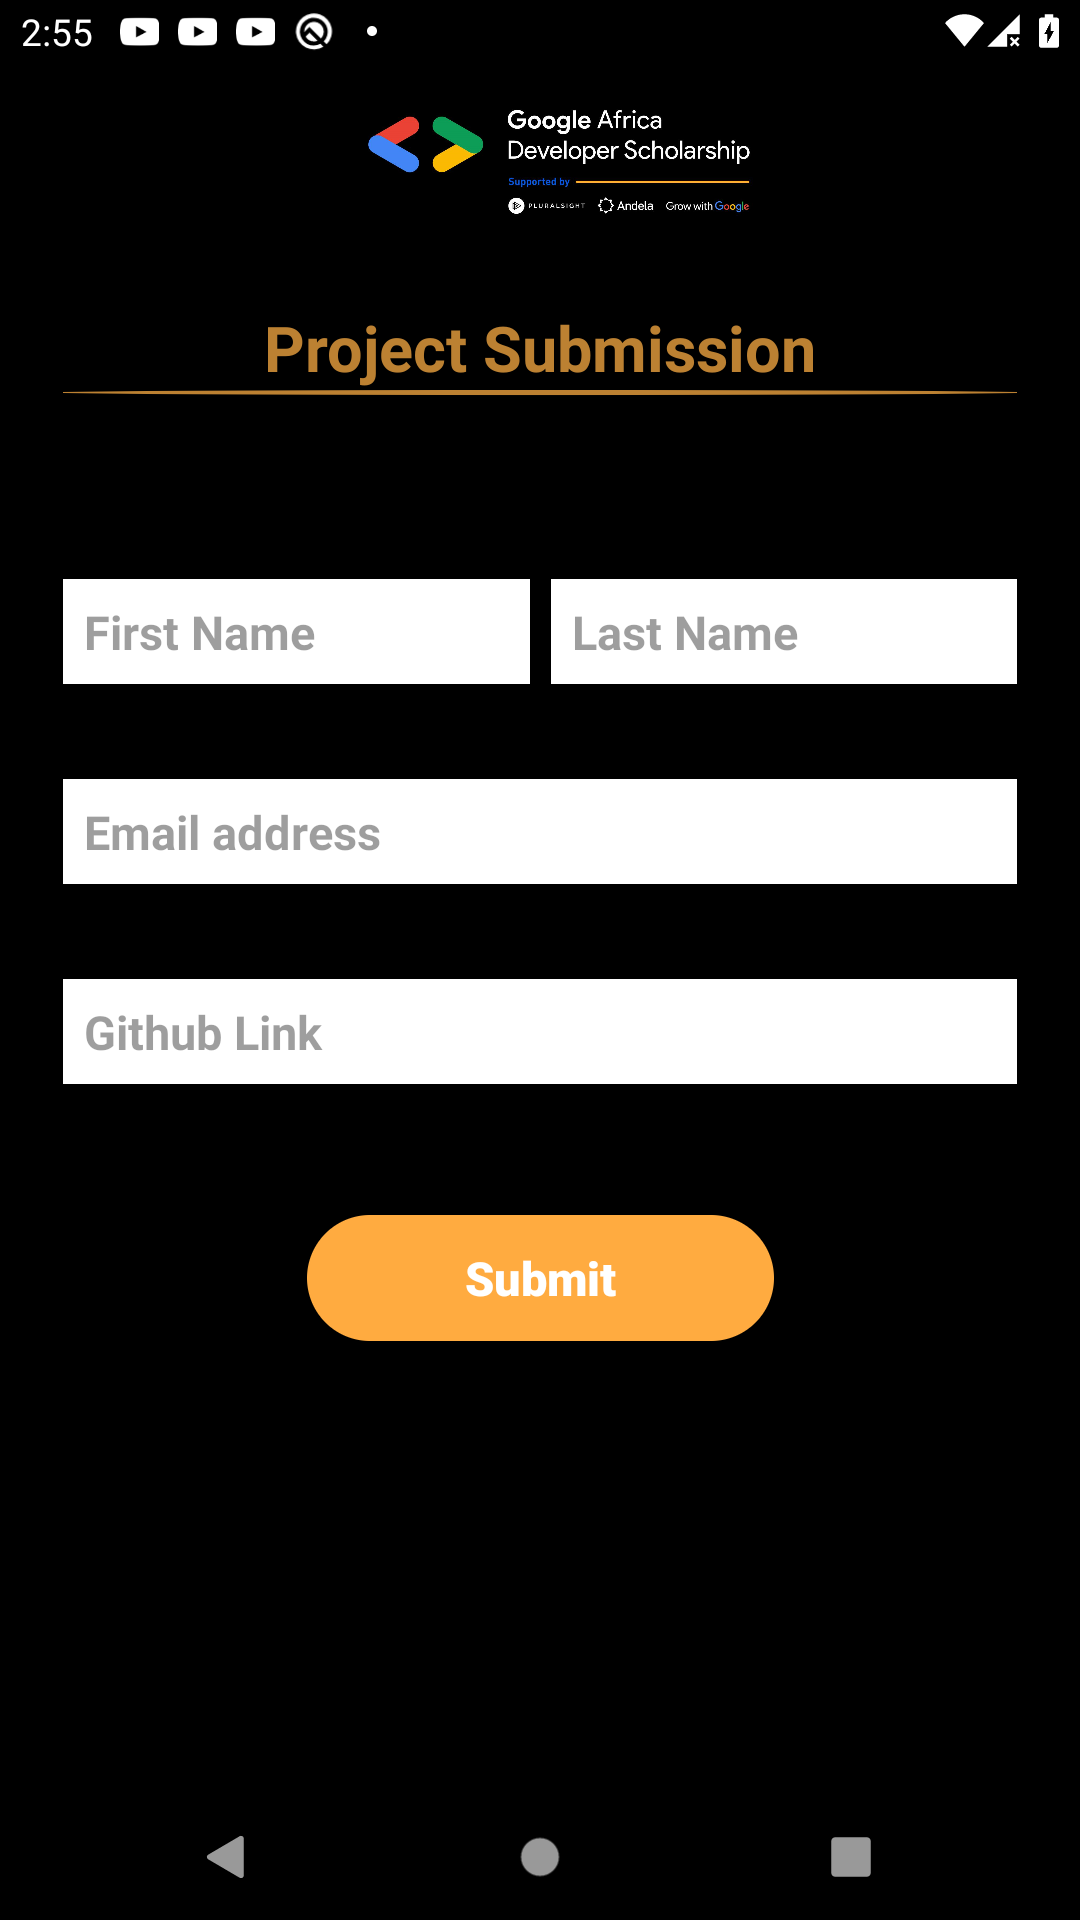 2:55
Google Africa
Developer Scholarship
Supported by
PLURALSIGHT Andela Grow with Google
Project Submission
First Name Last Name
Email address
Github Link
Submit